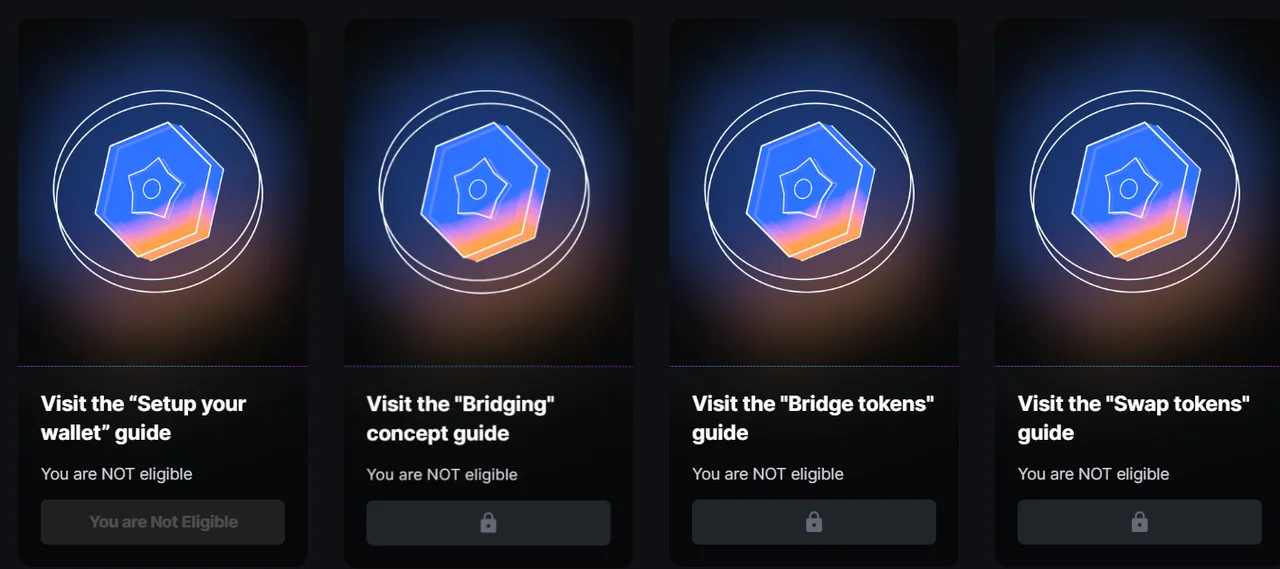 Visit the “Setup your
wallet” guide
You are NOT eligible
You are Not Eligible
Visit the "Bridging"
concept guide
You are NOT eligible
Visit the "Bridge tokens"
guide
You are NOT eligible
Visit the "Swap tokens"
guide
You are NOT eligible